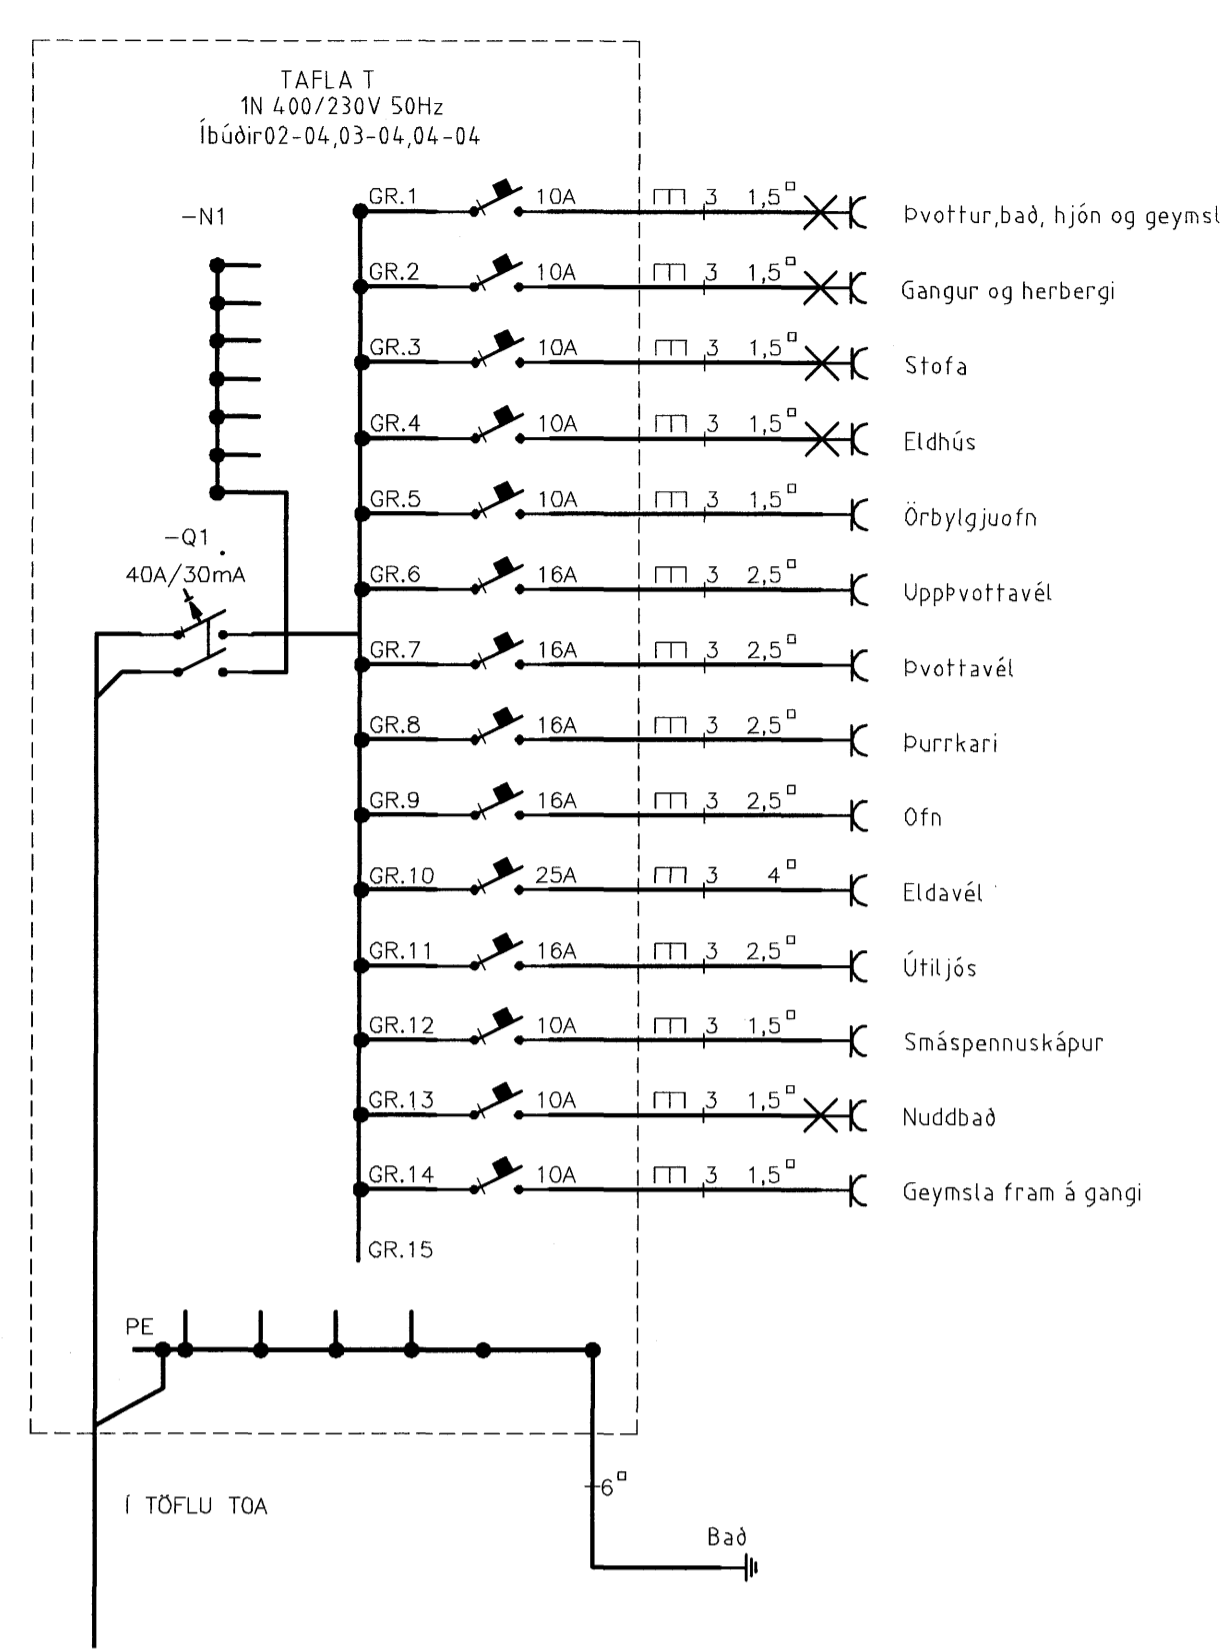 TAFLA T
1N 400/230V 50Hz
Íbúðir02-04,03-04,04-04
-N1
-Q1
40A/30mA
GR.1 10A 3 1,5□ Þvottur,bað, hjón og geymsl
GR.2 10A 3 1,5□ Gangur og herbergi
GR.3 10A 3 1,5□ Stofa
GR.4 10A 3 1,5□ Eldhús
GR.5 10A 3 1,5□ Örbylgjuofn
GR.6 16A 3 2,5□ Uppþvottavél
GR.7 16A 3 2,5□ Þvottavél
GR.8 16A 3 2,5□ Þurrkari
GR.9 16A 3 2,5□ Ofn
GR.10 25A 3 4□ Eldavél
GR.11 16A 3 2,5□ Útiljós
GR.12 10A 3 1,5□ Smáspennuskápur
GR.13 10A 3 1,5□ Nuddbað
GR.14 10A 3 1,5□ Geymsla fram á gangi
GR.15
PE
6□
Í TÖFLU TOA
Bað